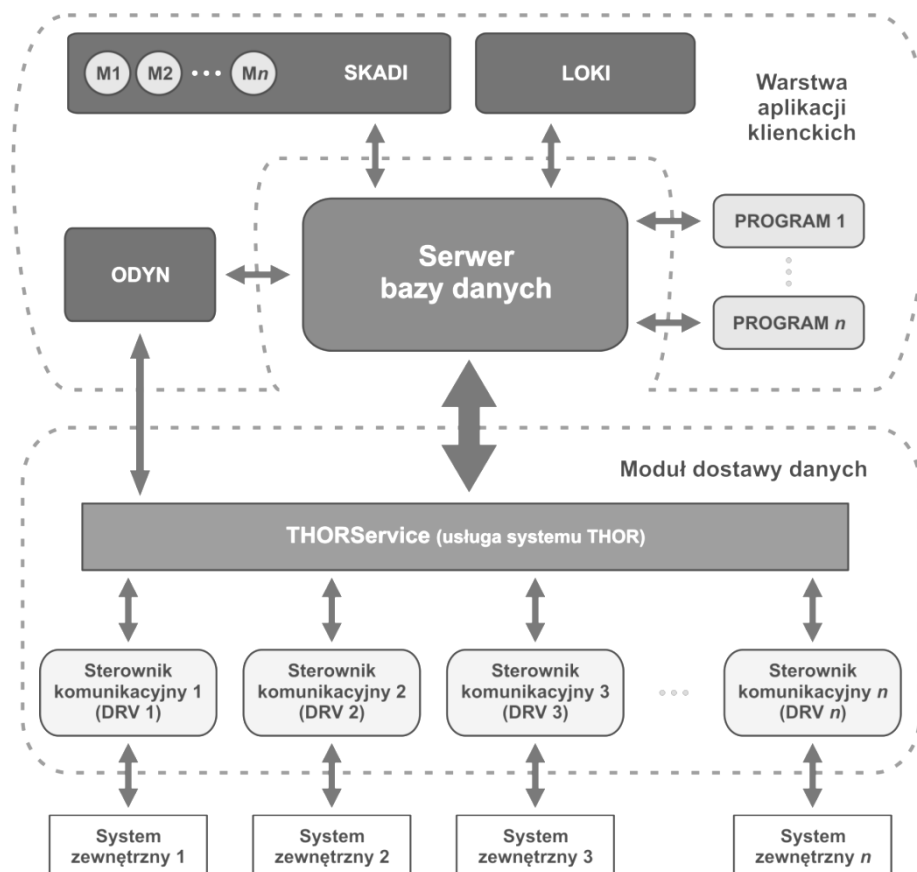 M1 M2 ••• Mn SKADI
LOKI
Warstwa
aplikacji
klienckich
PROGRAM 1
Serwer
bazy danych
ODYN
PROGRAM n
Moduł dostawy danych
THORService (usługa systemu THOR)
Sterownik
komunikacyjny 1
(DRV 1)
Sterownik
komunikacyjny 2
(DRV 2)
Sterownik
komunikacyjny 3
(DRV 3)
Sterownik
komunikacyjny n
(DRV n)
System
zewnętrzny 1
System
zewnętrzny 2
System
zewnętrzny 3
System
zewnętrzny n